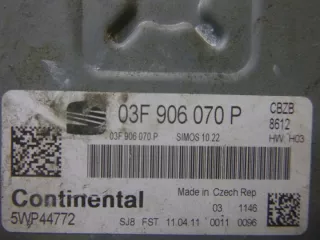 03F 906 070 P
CBZB
8612
03F 906 070 P SIMOS 10.22 HW H03
Continental Made in Czech Rep
03 1146
5WP44772 SJ8 FST 11.04.11 0011 0096